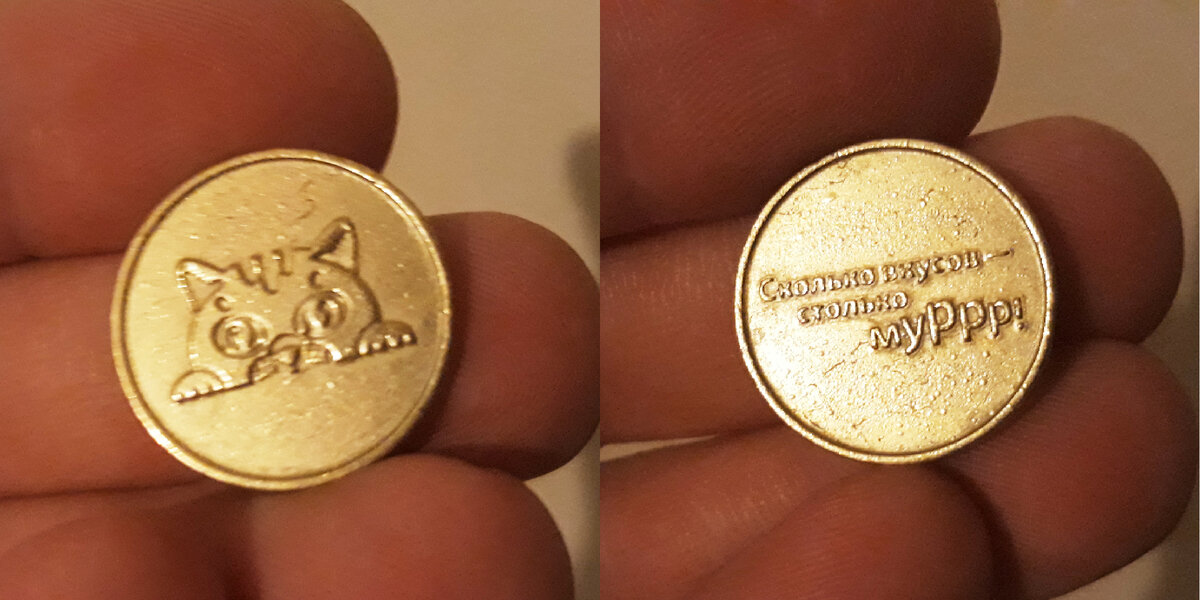 Сколько вкусов —
столько
муРрр!